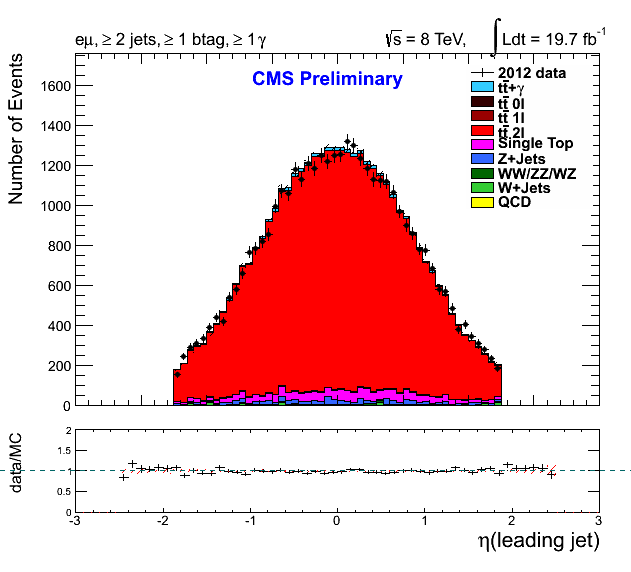 eμ, ≥ 2 jets, ≥ 1 btag, ≥ 1 γ
√s = 8 TeV, ∫ Ldt = 19.7 fb⁻¹
CMS Preliminary
2012 data
tt̄+γ
tt̄ 0l
tt̄ 1l
tt̄ 2l
Single Top
Z+Jets
WW/ZZ/WZ
W+Jets
QCD
Number of Events
1600
1400
1200
1000
800
600
400
200
0
data/MC
2
1.5
1
0.5
0
-3 -2 -1 0 1 2 3
η(leading jet)